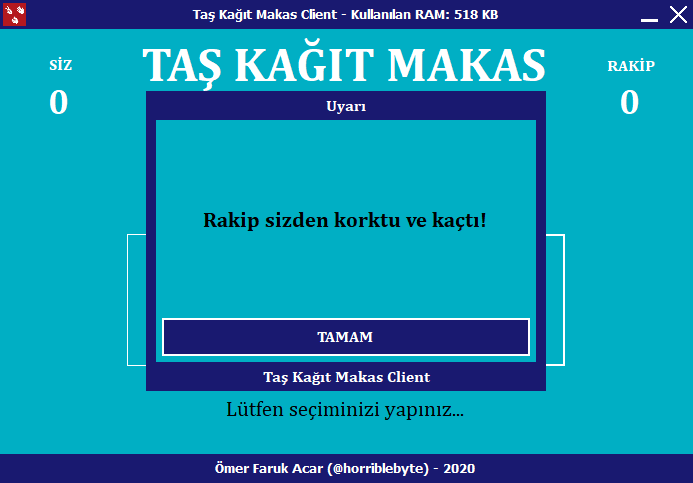 Taş Kağıt Makas Client - Kullanılan RAM: 518 KB
SİZ
TAŞ KAĞIT MAKAS
RAKİP
0
0
Uyarı
Rakip sizden korktu ve kaçtı!
TAMAM
Taş Kağıt Makas Client
Lütfen seçiminizi yapınız...
Ömer Faruk Acar (@horriblebyte) - 2020